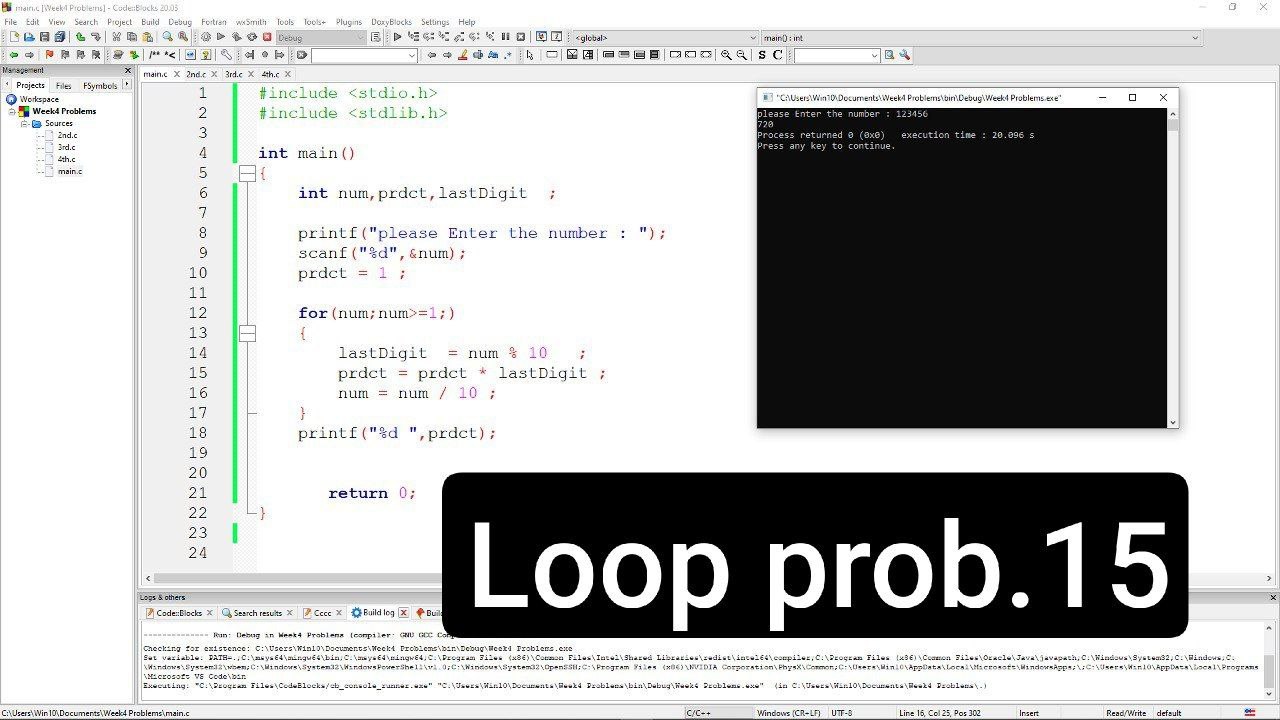 main.c [Week4 Problems] - Code::Blocks 20.03
File Edit View Search Project Build Debug Fortran wxSmith Tools Tools+ Plugins DoxyBlocks Settings Help
Debug <global> main() : int
Management
Projects Files FSymbols
Workspace
Week4 Problems
Sources
2nd.c
3rd.c
4th.c
main.c
main.c 2nd.c 3rd.c 4th.c
1 #include <stdio.h>
2 #include <stdlib.h>
3
4 int main()
5 {
6 int num,prdct,lastDigit ;
7
8 printf("please Enter the number : ");
9 scanf("%d",&num);
10 prdct = 1 ;
11
12 for(num;num>=1;)
13 {
14 lastDigit = num % 10 ;
15 prdct = prdct * lastDigit ;
16 num = num / 10 ;
17 }
18 printf("%d ",prdct);
19
20
21 return 0;
22 }
23
24
"C:\Users\Win10\Documents\Week4 Problems\bin\Debug\Week4 Problems.exe"
please Enter the number : 123456
720
Process returned 0 (0x0) execution time : 20.096 s
Press any key to continue.
Loop prob.15
Logs & others
Code::Blocks Search results Cccc Build log
-------------- Run: Debug in Week4 Problems (compiler: GNU GCC
Checking for existence: C:\Users\Win10\Documents\Week4 Problems\bin\Debug\Week4 Problems.exe
Set variable: PATH=.;C:\msys64\mingw64\bin;C:\msys64\mingw64;C:\Program Files (x86)\Common Files\Intel\Shared Libraries\redist\intel64\compiler;C:\Program Files (x86)\Common Files\Oracle\Java\javapath;C:\Windows\System32;C:\Windows;C:
\Windows\System32\wbem;C:\Windows\System32\WindowsPowerShell\v1.0;C:\Windows\System32\OpenSSH;C:\Program Files (x86)\NVIDIA Corporation\PhysX\Common;C:\Users\Win10\AppData\Local\Microsoft\WindowsApps;\;C:\Users\Win10\AppData\Local\Programs
\Microsoft VS Code\bin
Executing: "C:\Program Files\CodeBlocks/cb_console_runner.exe" "C:\Users\Win10\Documents\Week4 Problems\bin\Debug\Week4 Problems.exe" (in C:\Users\Win10\Documents\Week4 Problems\.)
C:\Users\Win10\Documents\Week4 Problems\main.c C/C++ Windows (CR+LF) UTF-8 Line 16, Col 25, Pos 302 Insert Read/Write default